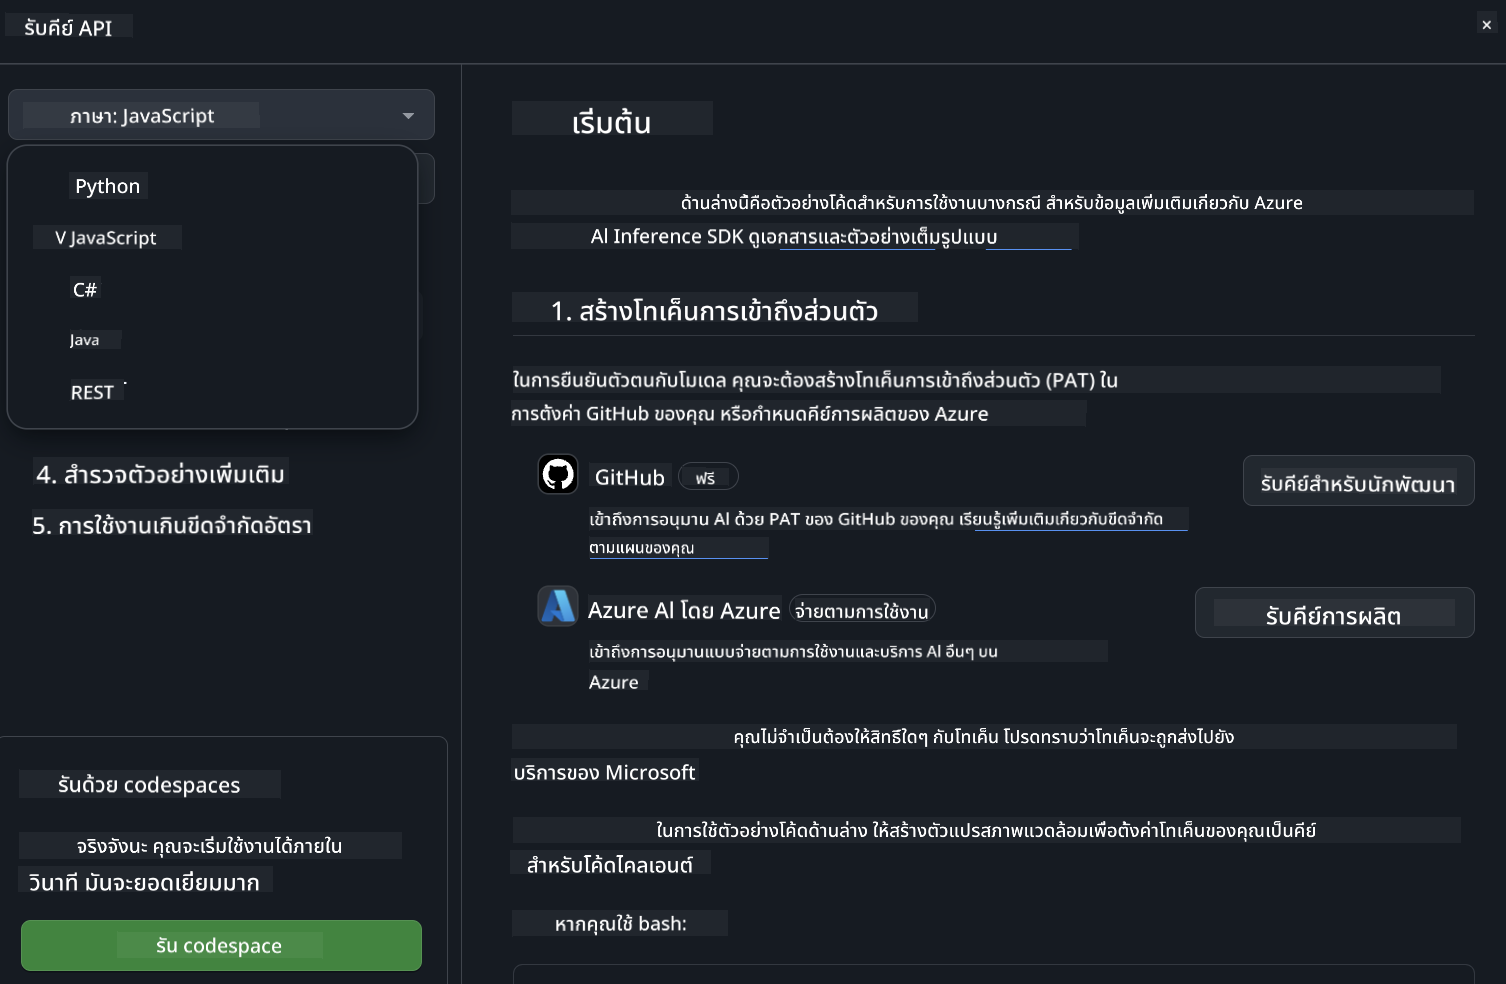 รับคีย์ API
×
ภาษา: JavaScript
Python
V JavaScript
C#
Java
REST
4. สำรวจตัวอย่างเพิ่มเติม
5. การใช้งานเกินขีดจำกัดอัตรา
รันด้วย codespaces
จริงจังนะ คุณจะเริ่มใช้งานได้ภายใน
วินาที มันจะยอดเยี่ยมมาก
รัน codespace
เริ่มต้น
ด้านล่างนี้คือตัวอย่างโค้ดสำหรับการใช้งานบางกรณี สำหรับข้อมูลเพิ่มเติมเกี่ยวกับ Azure
Al Inference SDK ดูเอกสารและตัวอย่างเต็มรูปแบบ
1. สร้างโทเค็นการเข้าถึงส่วนตัว
ในการยืนยันตัวตนกับโมเดล คุณจะต้องสร้างโทเค็นการเข้าถึงส่วนตัว (PAT) ใน
การตั้งค่า GitHub ของคุณ หรือกำหนดคีย์การผลิตของ Azure
GitHub ฟรี
รับคีย์สำหรับนักพัฒนา
เข้าถึงการอนุมาน Al ด้วย PAT ของ GitHub ของคุณ เรียนรู้เพิ่มเติมเกี่ยวกับขีดจำกัด
ตามแผนของคุณ
Azure Al โดย Azure จ่ายตามการใช้งาน
รับคีย์การผลิต
เข้าถึงการอนุมานแบบจ่ายตามการใช้งานและบริการ Al อื่นๆ บน
Azure
คุณไม่จำเป็นต้องให้สิทธิ์ใดๆ กับโทเค็น โปรดทราบว่าโทเค็นจะถูกส่งไปยัง
บริการของ Microsoft
ในการใช้ตัวอย่างโค้ดด้านล่าง ให้สร้างตัวแปรสภาพแวดล้อมเพื่อตั้งค่าโทเค็นของคุณเป็นคีย์
สำหรับโค้ดไคลเอนต์
หากคุณใช้ bash: